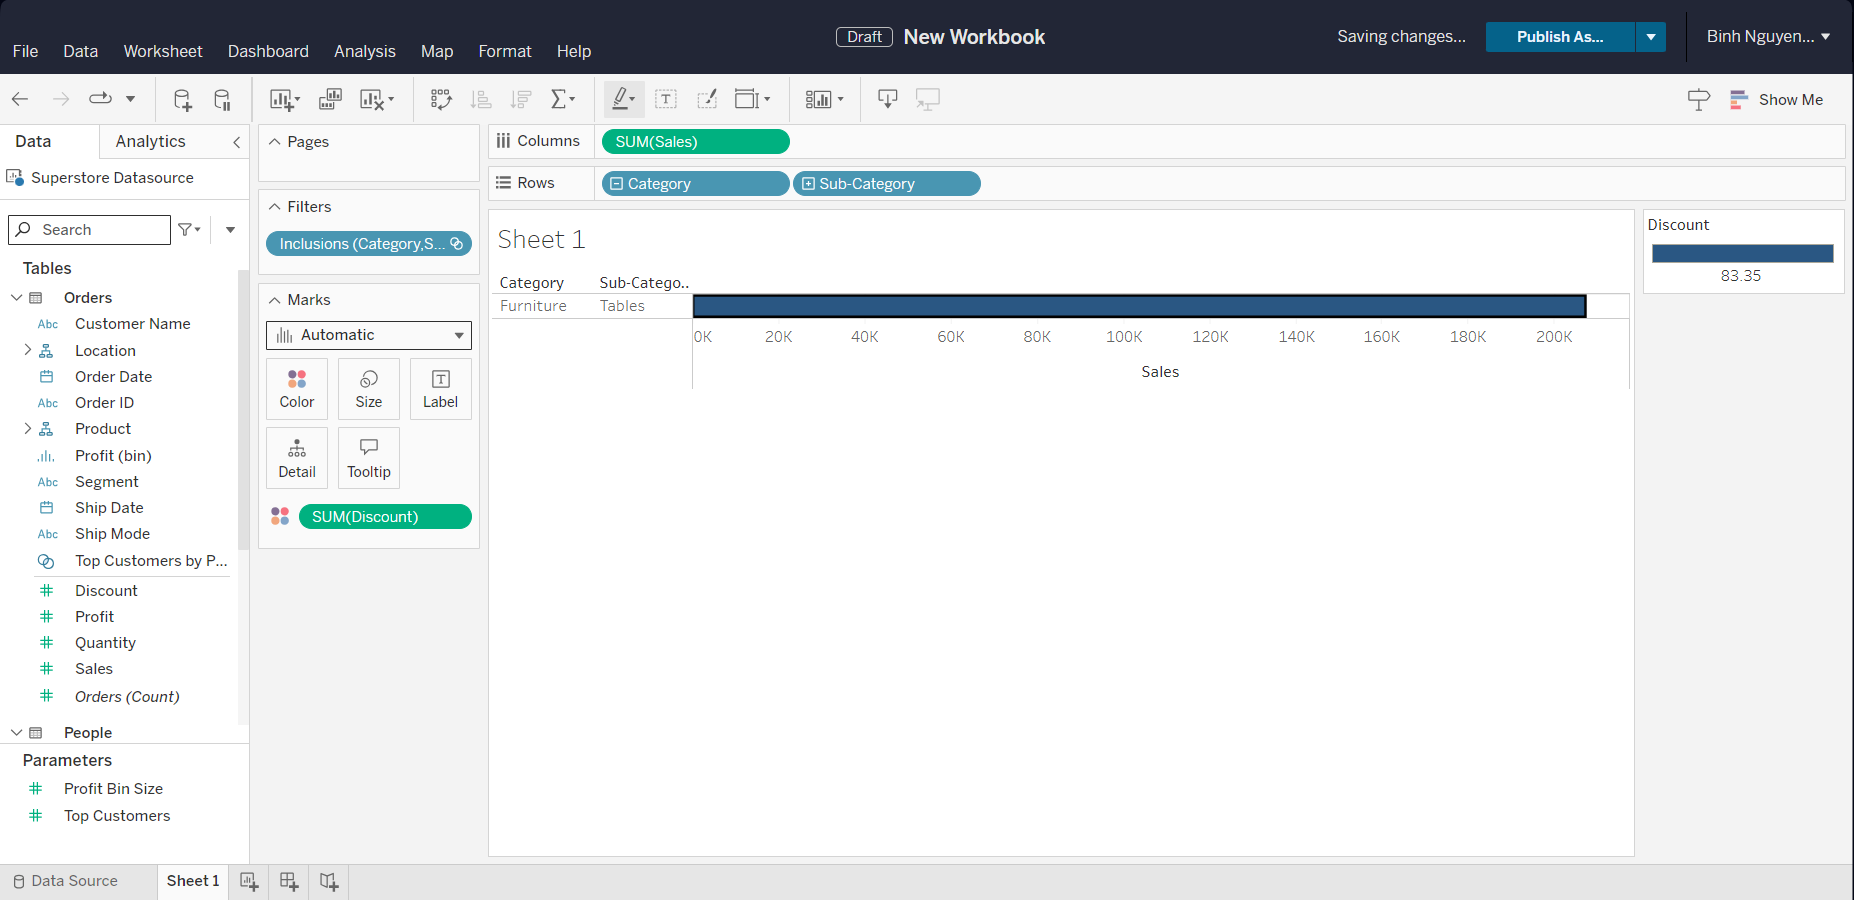 Draft New Workbook
Saving changes...
Publish As...
Binh Nguyen...
File Data Worksheet Dashboard Analysis Map Format Help
Show Me
Data
Analytics
Superstore Datasource
Search
Tables
Orders
Abc Customer Name
Location
Order Date
Abc Order ID
Product
Profit (bin)
Abc Segment
Ship Date
Abc Ship Mode
Top Customers by P...
Discount
Profit
Quantity
Sales
Orders (Count)
People
Parameters
Profit Bin Size
Top Customers
Pages
Filters
Inclusions (Category,S...
Marks
Automatic
Color
Size
Label
Detail
Tooltip
SUM(Discount)
Columns
SUM(Sales)
Rows
Category
Sub-Category
Sheet 1
Category Sub-Catego..
Furniture Tables
0K 20K 40K 60K 80K 100K 120K 140K 160K 180K 200K
Sales
Discount
83.35
Data Source
Sheet 1